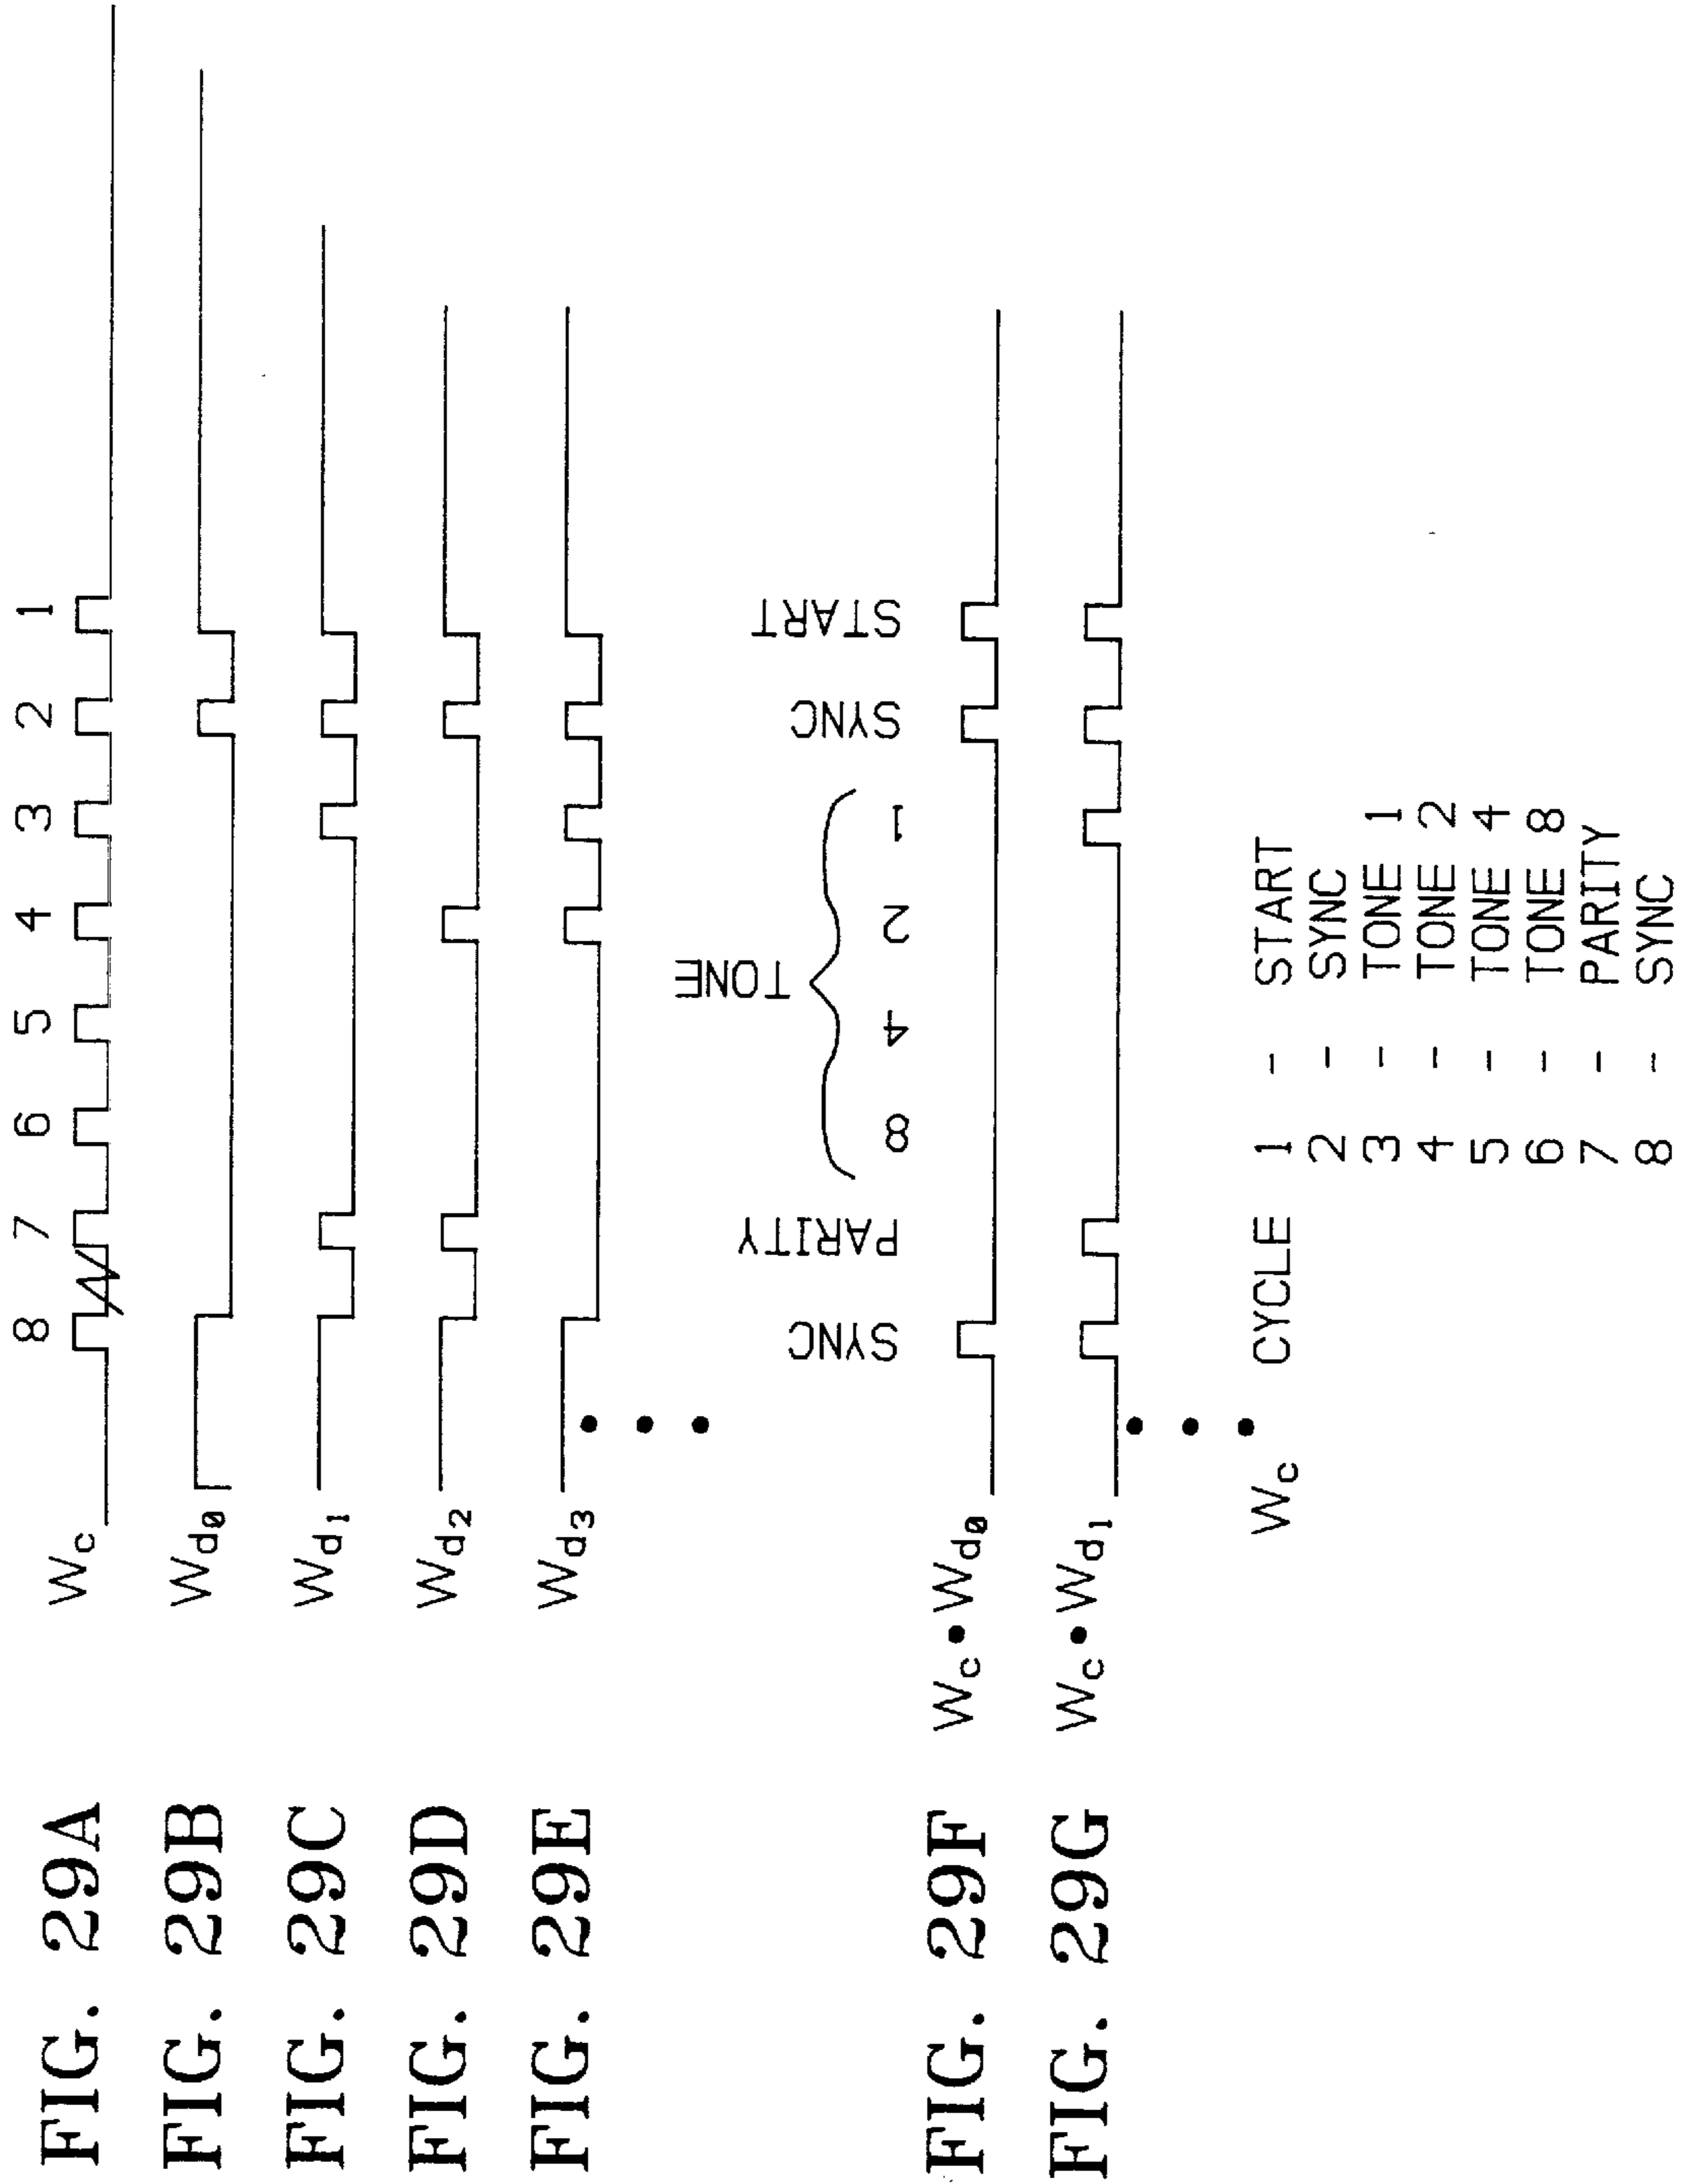 FIG. 29A Wc 8 7 6 5 4 3 2 1
FIG. 29B Wd0
FIG. 29C Wd1
FIG. 29D Wd2
FIG. 29E Wd3
TONE
SYNC PARITY 8 4 2 1 SYNC START
FIG. 29F Wc•Wd0
FIG. 29G Wc•Wd1
Wc CYCLE 1 - START
2 - SYNC
3 - TONE 1
4 - TONE 2
5 - TONE 4
6 - TONE 8
7 - PARITY
8 - SYNC